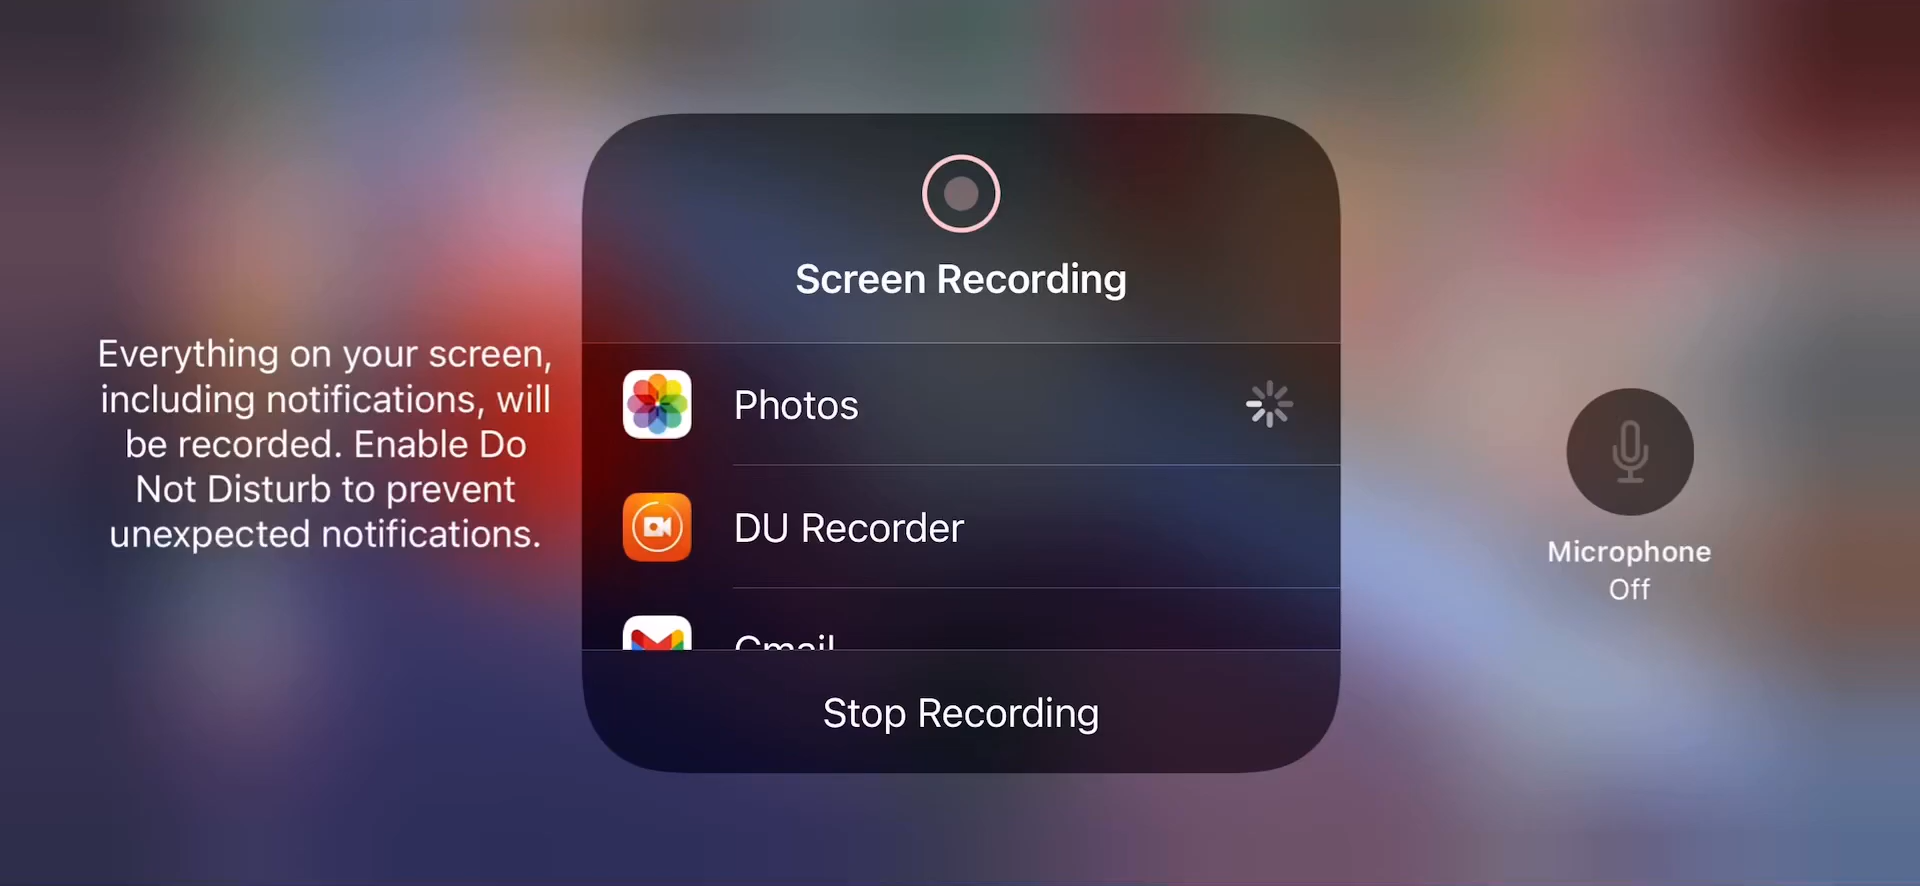 Screen Recording
Everything on your screen,
including notifications, will
be recorded. Enable Do
Not Disturb to prevent
unexpected notifications.
Photos
DU Recorder
Gmail
Stop Recording
Microphone
Off